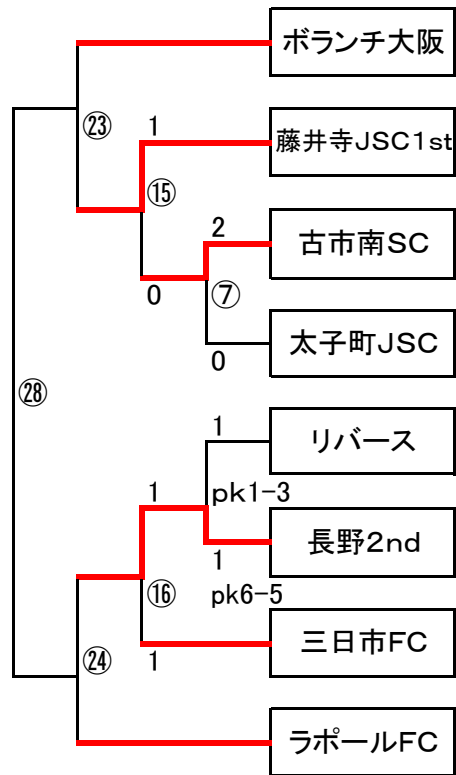 ボランチ大阪
㉓
1
藤井寺JSC1st
⑮
2
古市南SC
0
⑦
太子町JSC
0
㉘
1
リバース
1
pk1-3
長野2nd
1
⑯
pk6-5
三日市FC
㉔
1
ラポールFC